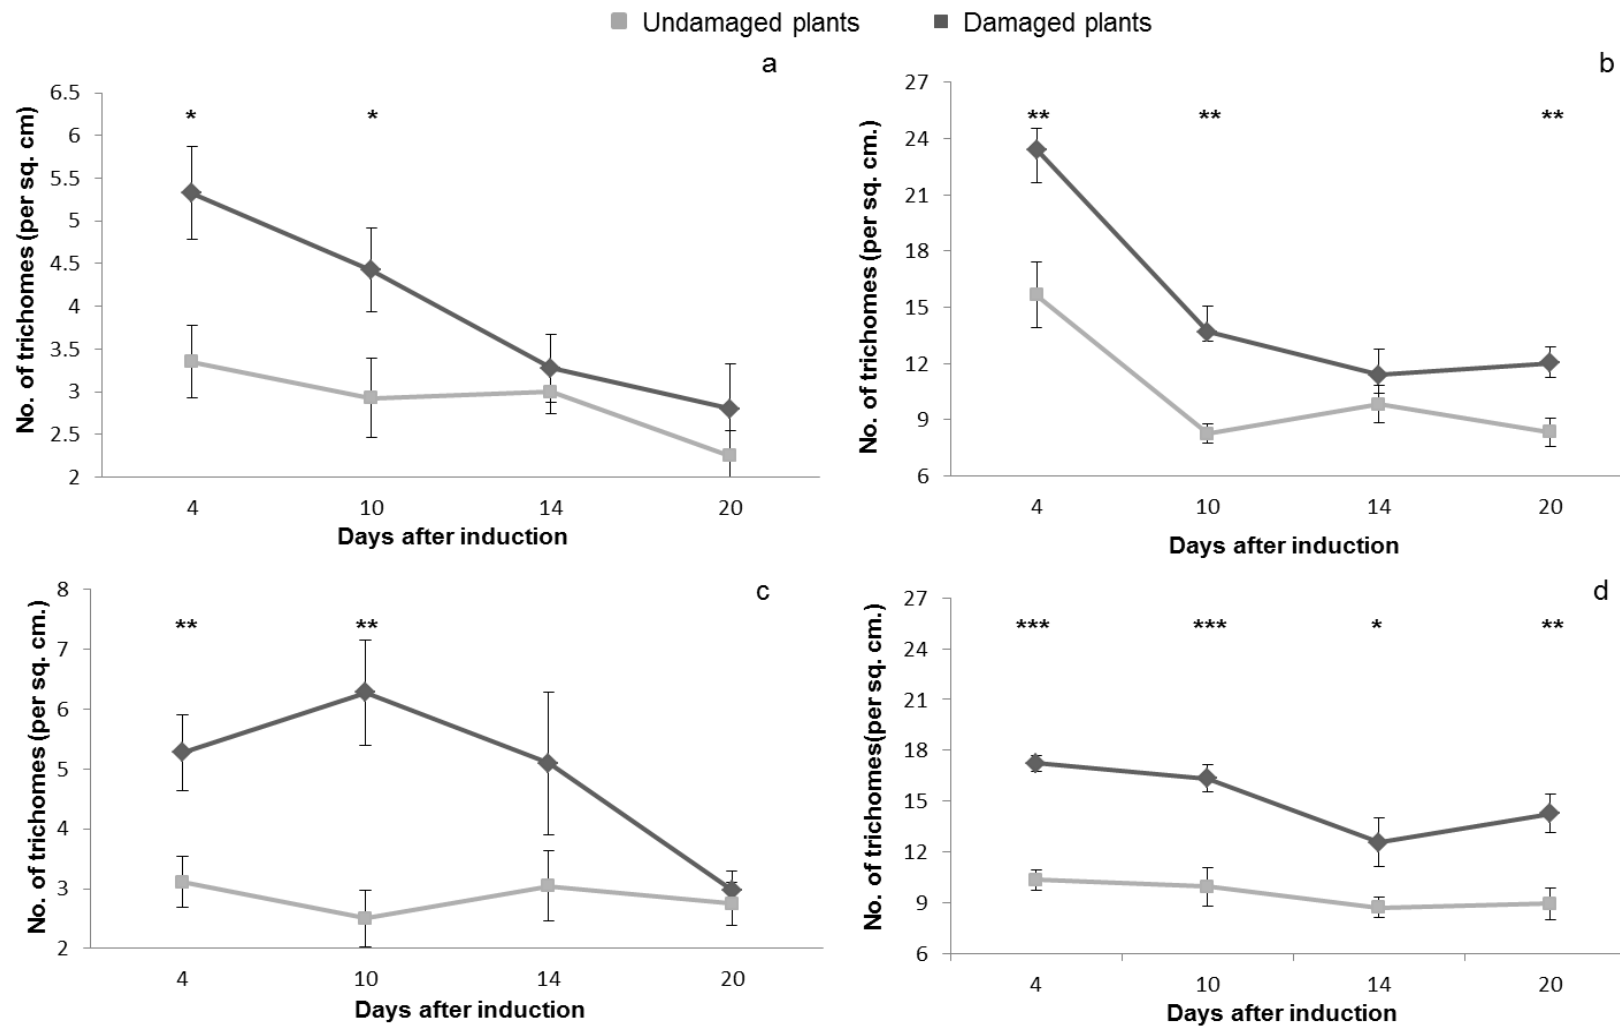 Undamaged plants Damaged plants
a
No. of trichomes (per sq. cm)
6.5
6
5.5
5
4.5
4
3.5
3
2.5
2
* *
4 10 14 20
Days after induction
b
No. of trichomes (per sq. cm.)
27
24
21
18
15
12
9
6
** ** **
4 10 14 20
Days after induction
c
No. of trichomes (per sq. cm.)
8
7
6
5
4
3
2
** **
4 10 14 20
Days after induction
d
No. of trichomes(per sq. cm.)
27
24
21
18
15
12
9
6
*** *** * **
4 10 14 20
Days after induction